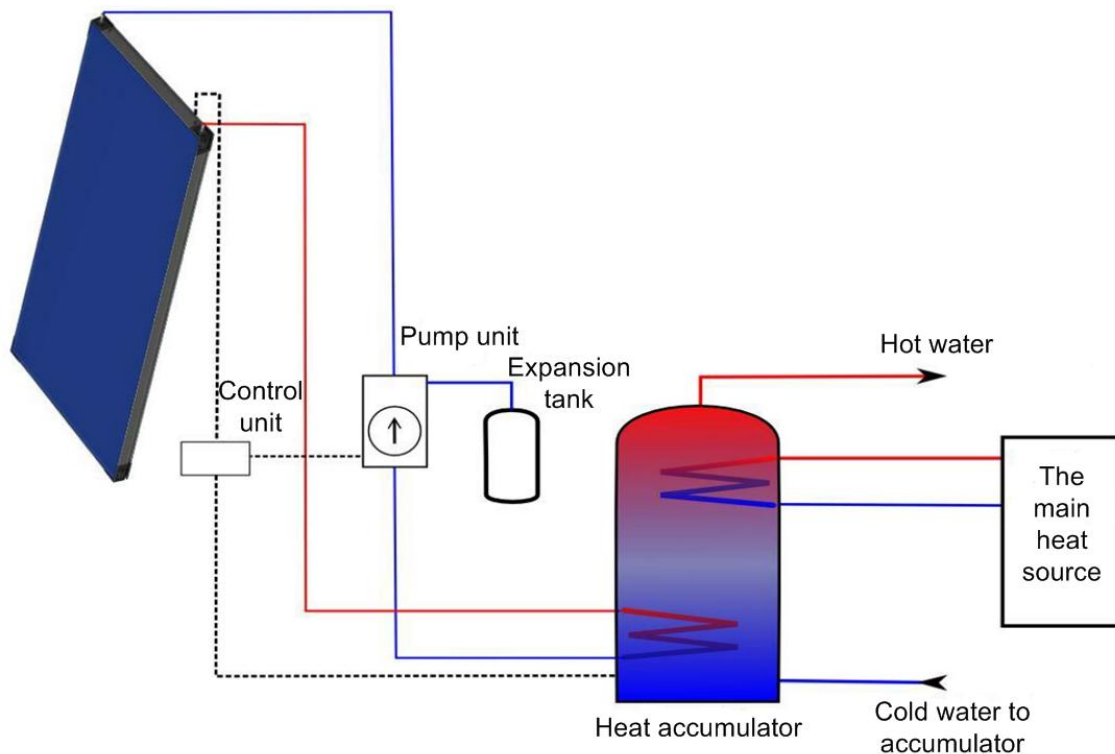 Pump unit
Hot water
Expansion
tank
Control
unit
The
main
heat
source
Heat accumulator
Cold water to
accumulator